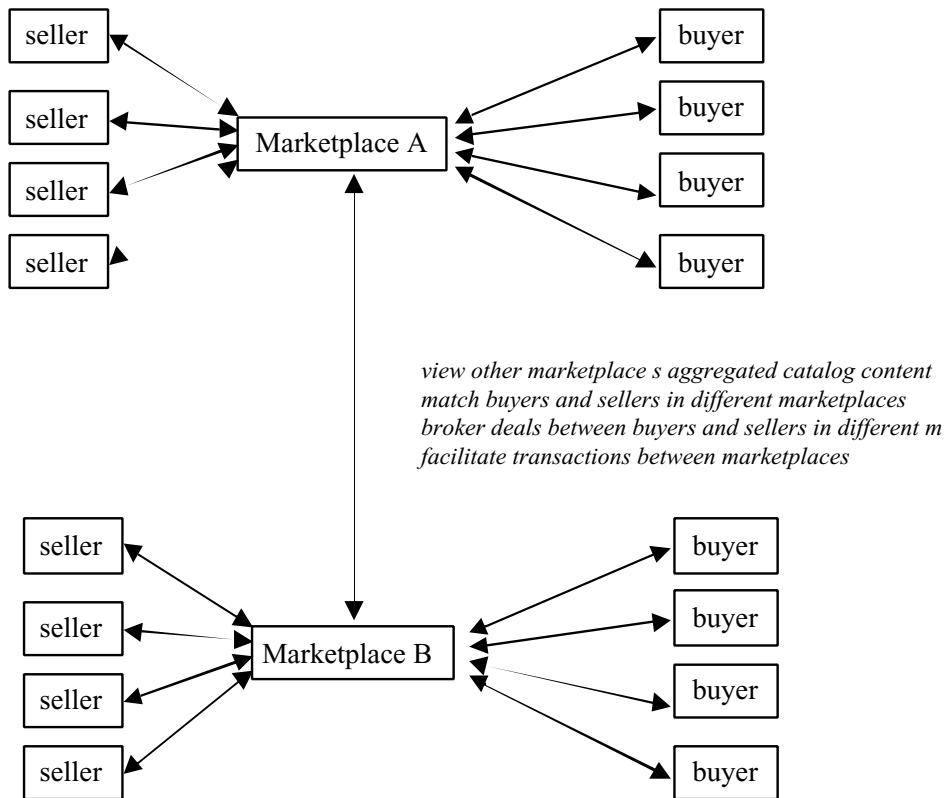 seller
buyer
seller
buyer
Marketplace A
seller
buyer
seller
buyer
view other marketplace s aggregated catalog content
match buyers and sellers in different marketplaces
broker deals between buyers and sellers in different m
facilitate transactions between marketplaces
seller
buyer
seller
buyer
Marketplace B
seller
buyer
seller
buyer